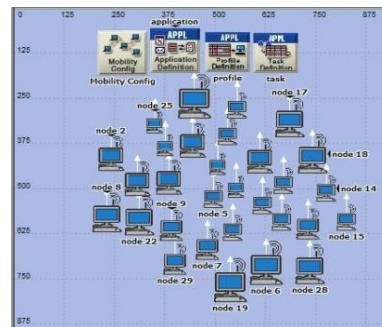 125 250 375 500 625 750 875
application
Mobility Config
APPL
Application Definition
APPL
Profile Definition
APPL
Task Definition
Mobility Config
profile
task
125
250
375
500
625
750
875
node 25
node 17
node 2
node 18
node 8
node 9
node 5
node 14
node 22
node 15
node 29
node 7
node 19
node 6
node 28